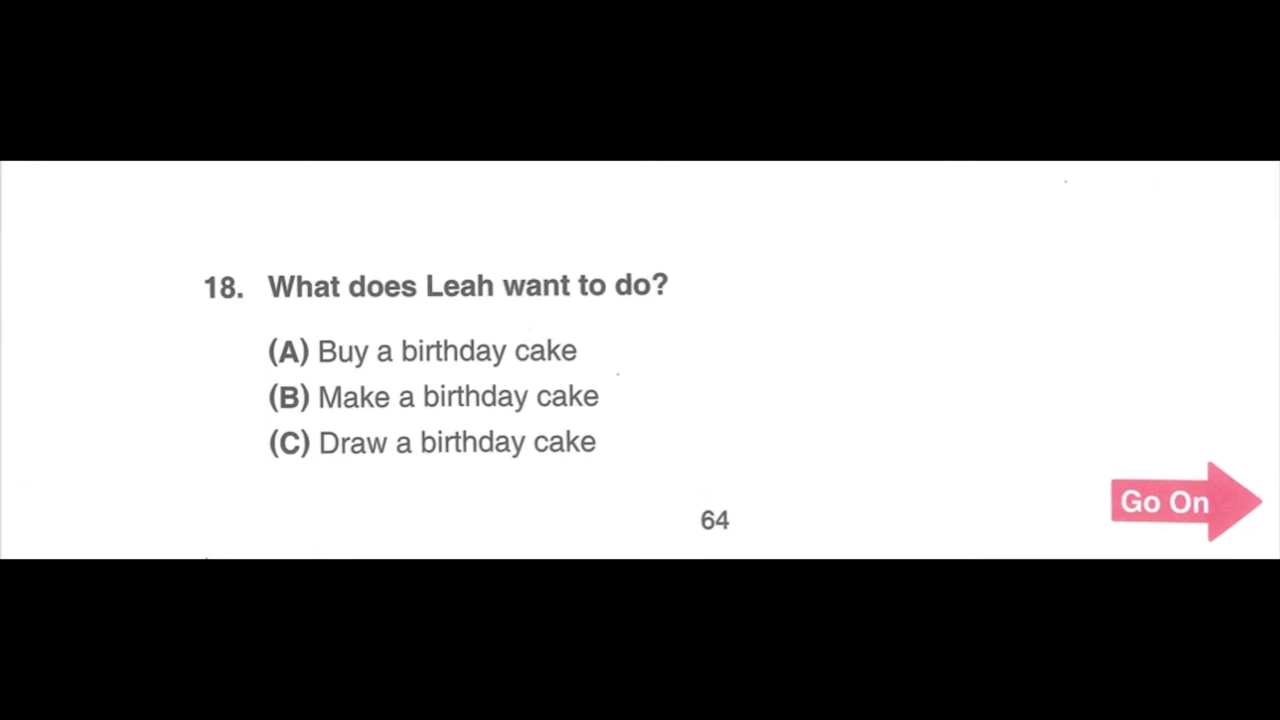 18. What does Leah want to do?
(A) Buy a birthday cake
(B) Make a birthday cake
(C) Draw a birthday cake
Go On
64